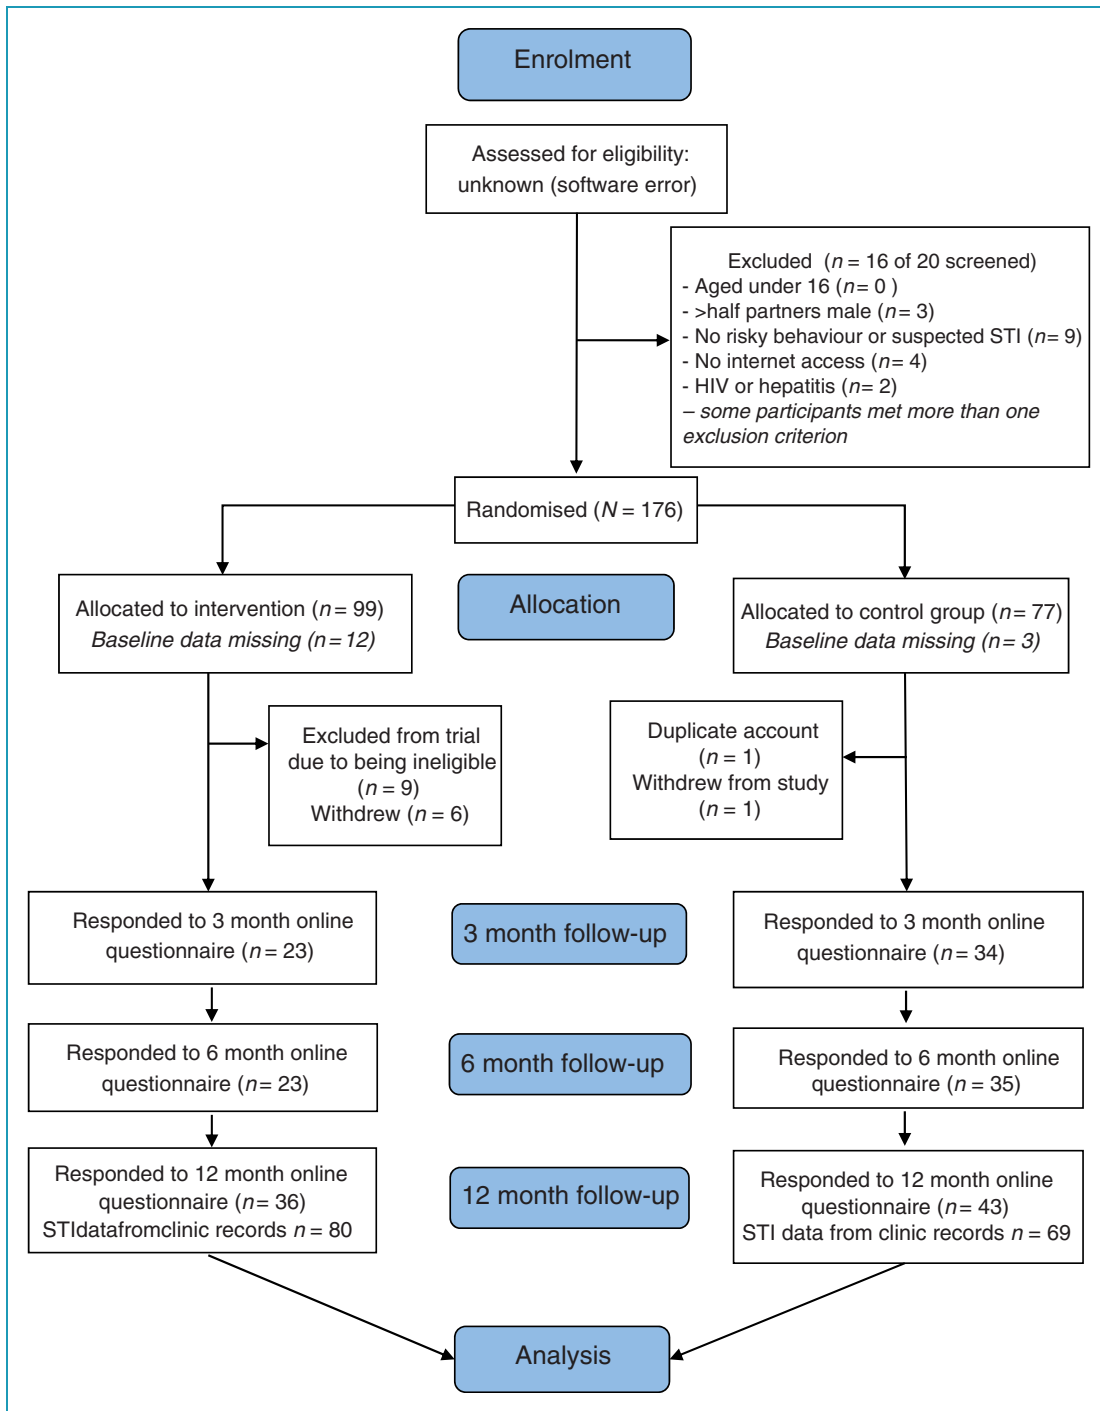 Enrolment
Assessed for eligibility:
unknown (software error)
Excluded (n = 16 of 20 screened)
- Aged under 16 (n= 0 )
- >half partners male (n= 3)
- No risky behaviour or suspected STI (n= 9)
- No internet access (n= 4)
- HIV or hepatitis (n= 2)
– some participants met more than one
exclusion criterion
Randomised (N = 176)
Allocated to intervention (n= 99)
Baseline data missing (n= 12)
Allocation
Allocated to control group (n= 77)
Baseline data missing (n= 3)
Excluded from trial
due to being ineligible
(n = 9)
Withdrew (n= 6)
Duplicate account
(n = 1)
Withdrew from study
(n = 1)
Responded to 3 month online
questionnaire (n= 23)
3 month follow-up
Responded to 3 month online
questionnaire (n= 34)
Responded to 6 month online
questionnaire (n= 23)
6 month follow-up
Responded to 6 month online
questionnaire (n= 35)
Responded to 12 month online
questionnaire (n= 36)
STIdatafromclinic records n = 80
12 month follow-up
Responded to 12 month online
questionnaire (n= 43)
STI data from clinic records n = 69
Analysis